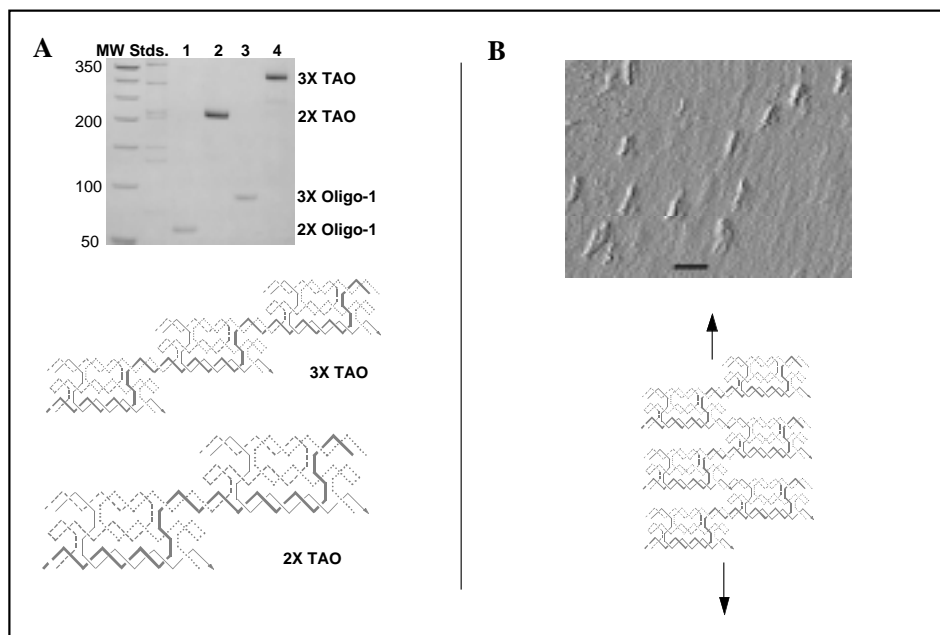 A
MW Stds. 1 2 3 4
350
200
100
50
3X TAO
2X TAO
3X Oligo-1
2X Oligo-1
3X TAO
2X TAO
B